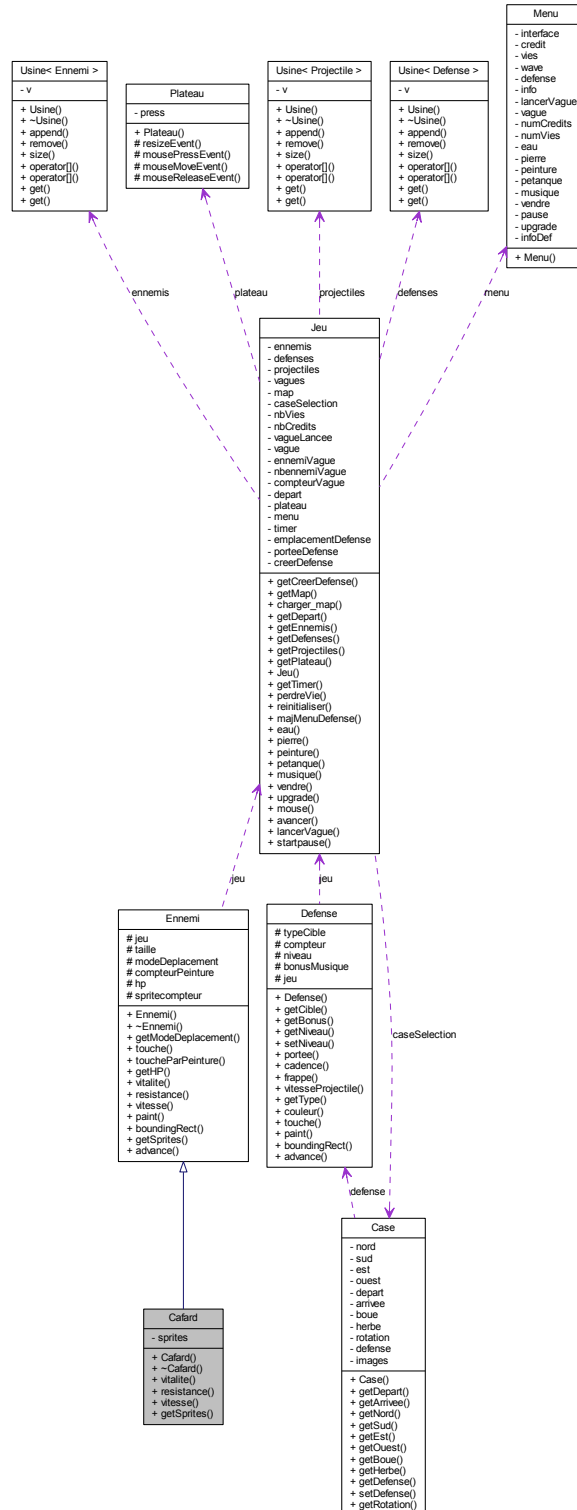 Menu
- interface
- credit
- vies
- wave
- defense
- info
- lancerVague
- vague
- numCredits
- numVies
- eau
- pierre
- peinture
- petanque
- musique
- vendre
- pause
- upgrade
- infoDef
+ Menu()
Usine< Ennemi >
- v
+ Usine()
+ ~Usine()
+ append()
+ remove()
+ size()
+ operator[]()
+ operator[]()
+ get()
+ get()
Plateau
- press
+ Plateau()
# resizeEvent()
# mousePressEvent()
# mouseMoveEvent()
# mouseReleaseEvent()
Usine< Projectile >
- v
+ Usine()
+ ~Usine()
+ append()
+ remove()
+ size()
+ operator[]()
+ operator[]()
+ get()
+ get()
Usine< Defense >
- v
+ Usine()
+ ~Usine()
+ append()
+ remove()
+ size()
+ operator[]()
+ operator[]()
+ get()
+ get()
ennemis
plateau
projectiles
defenses
menu
Jeu
- ennemis
- defenses
- projectiles
- vagues
- map
- caseSelection
- nbVies
- nbCredits
- vagueLancee
- vague
- ennemiVague
- nbennemiVague
- compteurVague
- depart
- plateau
- menu
- timer
- emplacementDefense
- porteeDefense
- creerDefense
+ getCreerDefense()
+ getMap()
+ charger_map()
+ getDepart()
+ getEnnemis()
+ getDefenses()
+ getProjectiles()
+ getPlateau()
+ Jeu()
+ getTimer()
+ perdreVie()
+ reinitialiser()
+ majMenuDefense()
+ eau()
+ pierre()
+ peinture()
+ petanque()
+ musique()
+ vendre()
+ upgrade()
+ mouse()
+ avancer()
+ lancerVague()
+ startpause()
jeu
jeu
Ennemi
# jeu
# taille
# modeDeplacement
# compteurPeinture
# hp
# spritecompteur
+ Ennemi()
+ ~Ennemi()
+ getModeDeplacement()
+ touche()
+ toucheParPeinture()
+ getHP()
+ vitalite()
+ resistance()
+ vitesse()
+ paint()
+ boundingRect()
+ getSprites()
+ advance()
Defense
# typeCible
# compteur
# niveau
# bonusMusique
# jeu
+ Defense()
+ getCible()
+ getBonus()
+ getNiveau()
+ setNiveau()
+ portee()
+ cadence()
+ frappe()
+ vitesseProjectile()
+ getType()
+ couleur()
+ touche()
+ paint()
+ boundingRect()
+ advance()
caseSelection
defense
Cafard
- sprites
+ Cafard()
+ ~Cafard()
+ vitalite()
+ resistance()
+ vitesse()
+ getSprites()
Case
- nord
- sud
- est
- ouest
- depart
- arrivee
- boue
- herbe
- rotation
- defense
- images
+ Case()
+ getDepart()
+ getArrivee()
+ getNord()
+ getSud()
+ getEst()
+ getOuest()
+ getBoue()
+ getHerbe()
+ getDefense()
+ setDefense()
+ getRotation()